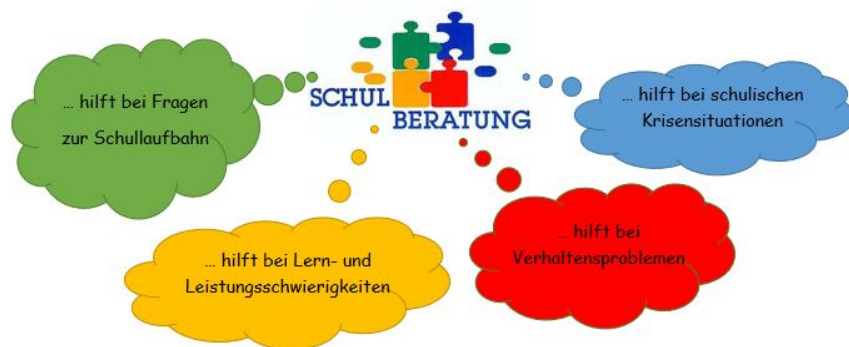 SCHUL
BERATUNG
... hilft bei Fragen
zur Schullaufbahn
... hilft bei schulischen
Krisensituationen
... hilft bei Lern- und
Leistungsschwierigkeiten
... hilft bei
Verhaltensproblemen